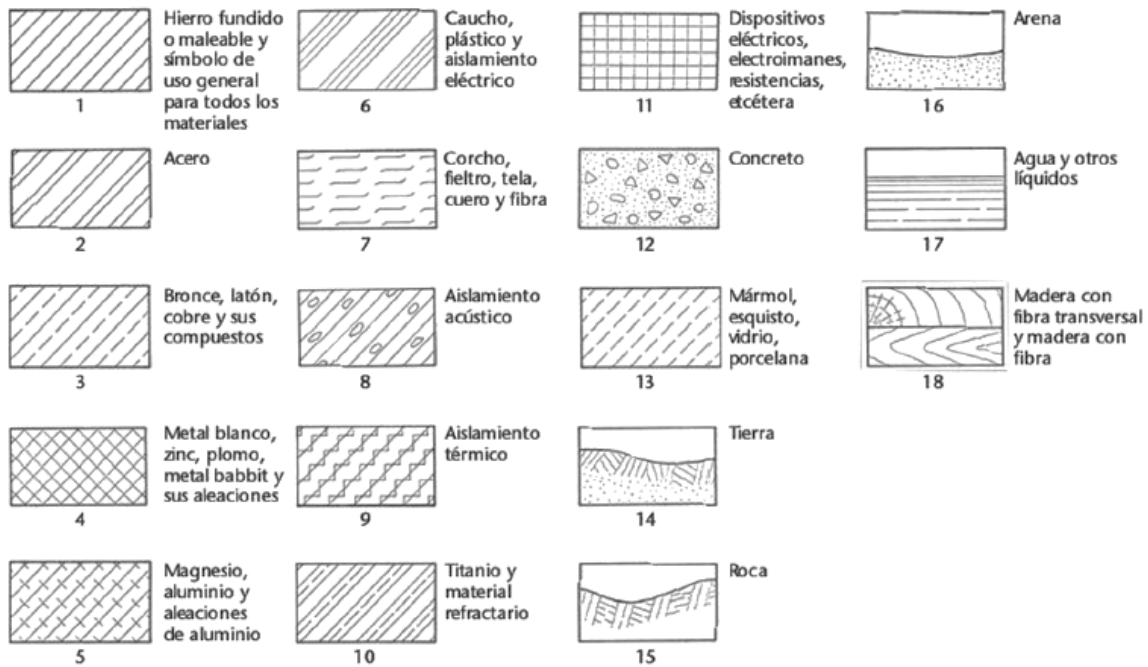 Hierro fundido
o maleable y
símbolo de
uso general
para todos los
materiales
1
Acero
2
Bronce, latón,
cobre y sus
compuestos
3
Metal blanco,
zinc, plomo,
metal babbit y
sus aleaciones
4
Magnesio,
aluminio y
aleaciones
de aluminio
5
Caucho,
plástico y
aislamiento
eléctrico
6
Corcho,
fieltro, tela,
cuero y fibra
7
Aislamiento
acústico
8
Aislamiento
térmico
9
Titanio y
material
refractario
10
Dispositivos
eléctricos,
electroimanes,
resistencias,
etcétera
11
Concreto
12
Mármol,
esquisto,
vidrio,
porcelana
13
Tierra
14
Roca
15
Arena
16
Agua y otros
líquidos
17
Madera con
fibra transversal
y madera con
fibra
18